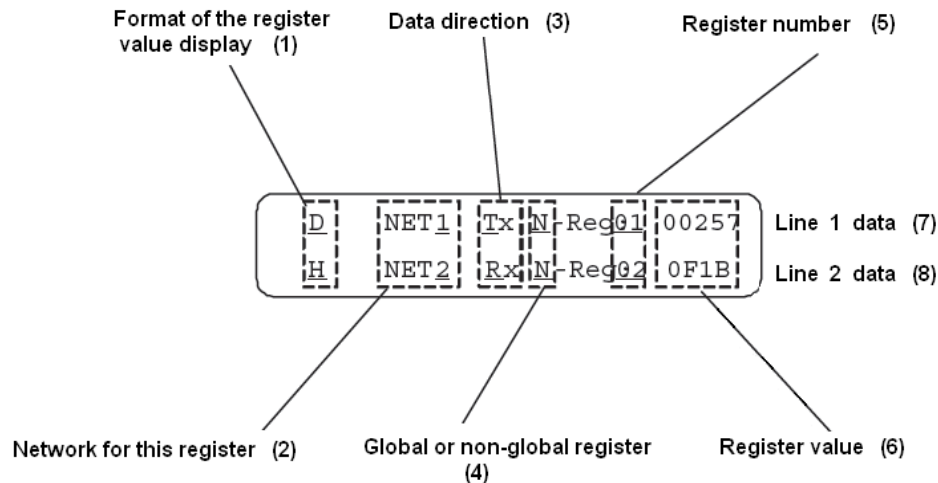 Format of the register
value display (1)
Data direction (3)
Register number (5)
D NET1 Tx N-Reg01 00257
Line 1 data (7)
H NET2 Rx N-Reg02 0F1B
Line 2 data (8)
Network for this register (2)
Global or non-global register
(4)
Register value (6)